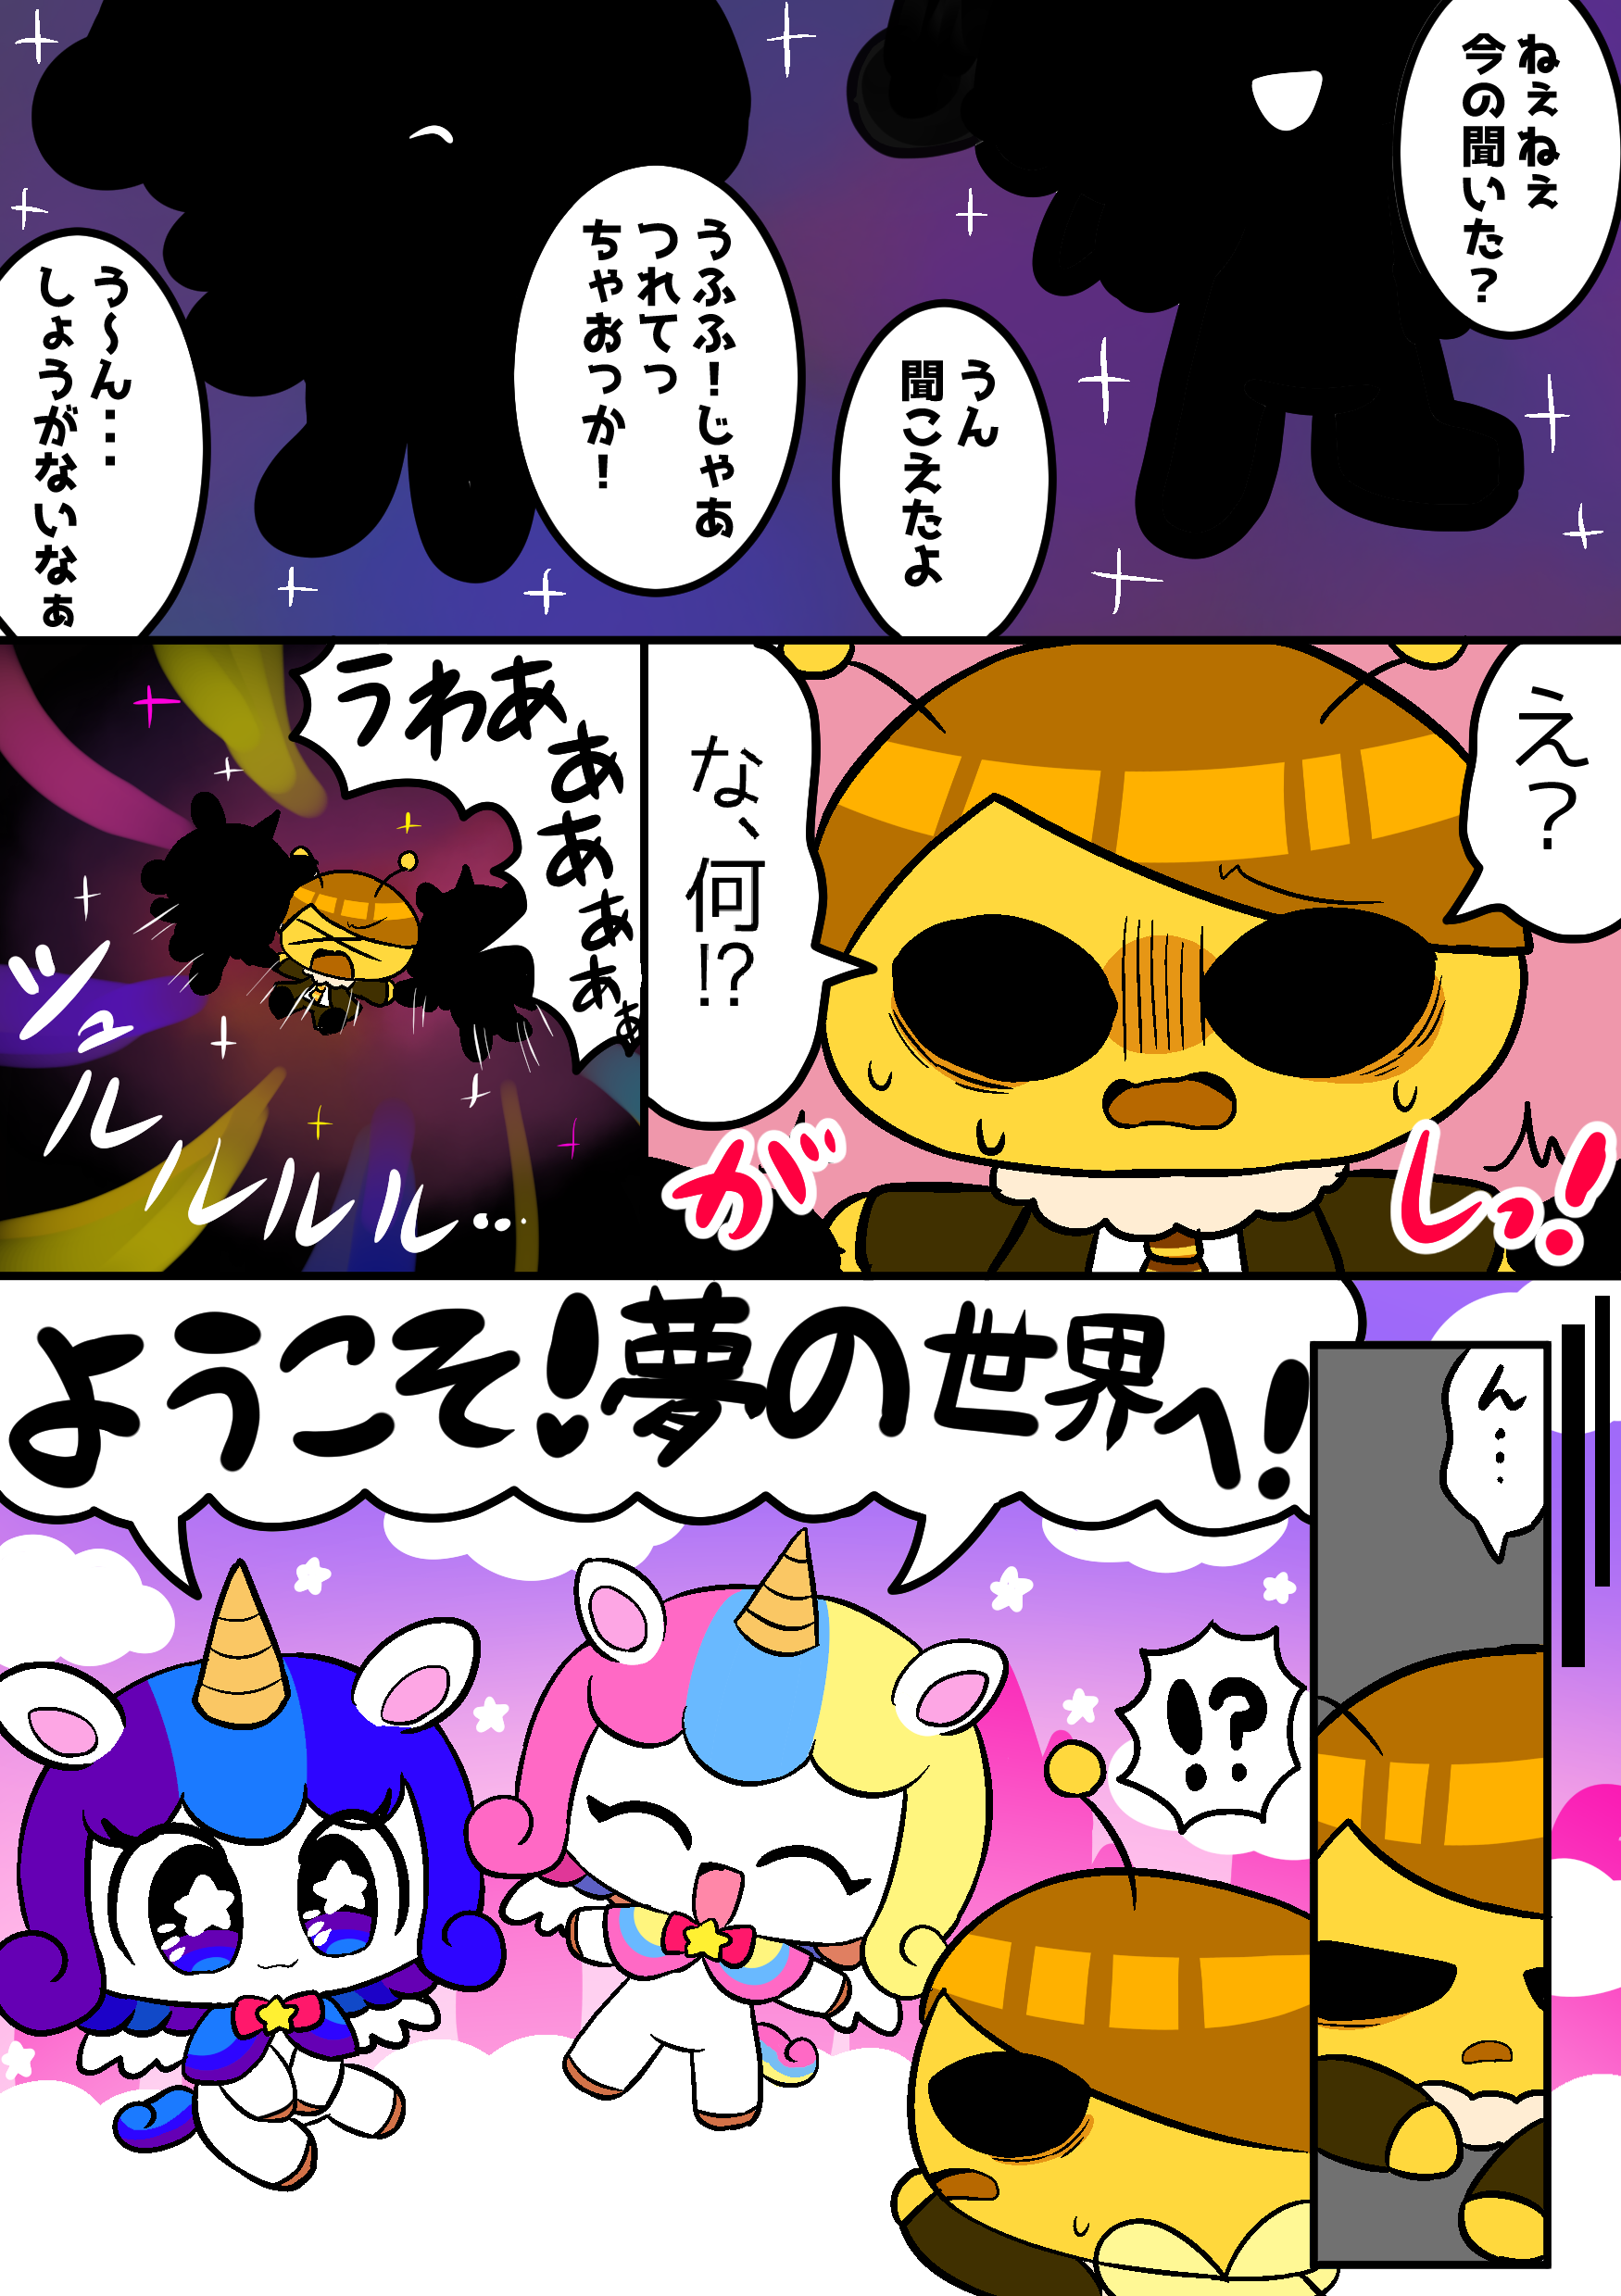 ねぇねぇ
今の聞いた?
うん
聞こえたよ
うふふ!じゃあ
つれてっ
ちゃおっか!
う～ん・・・
しょうがないなぁ
え?
な、何!?
がしっ!
うわあああぁあぁ
ツュルルルル…
ん…
ようこそ!夢の世界へ!
!?